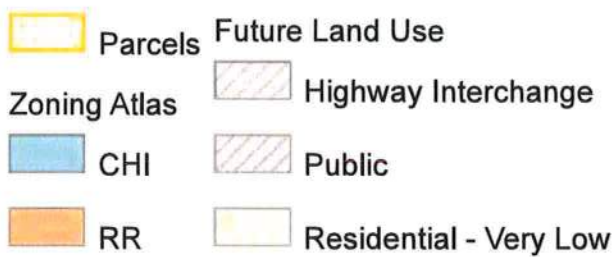 Parcels
Zoning Atlas
CHI
RR
Future Land Use
Highway Interchange
Public
Residential - Very Low